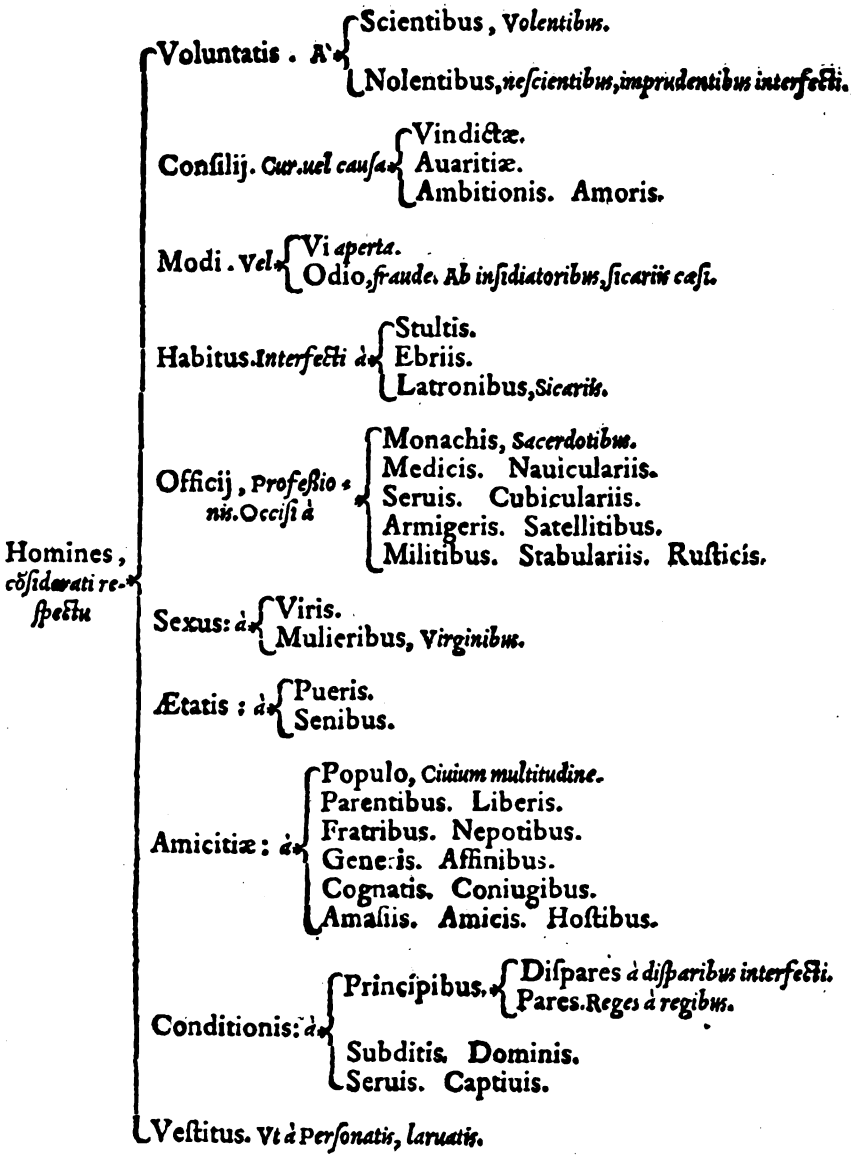 Scientibus, Volentibus.
Voluntatis. A'
Nolentibus, neſcientibus, imprudentibus interfecti.
Vindictæ.
Conſilij. Cur. uel cauſa
Auaritiæ.
Ambitionis. Amoris.
Vi aperta.
Modi. Vel
Odio, fraude. Ab inſidiatoribus, ſicariis cæſi.
Stultis.
Habitus. Interfecti à
Ebriis.
Latronibus, Sicariis.
Monachis, Sacerdotibus.
Medicis. Nauiculariis.
Officij, Profeßio-
Seruis. Cubiculariis.
nis. Occiſi à
Armigeris. Satellitibus.
Militibus. Stabulariis. Ruſticis.
Homines,
cõſiderati re-
ſpectu
Viris.
Sexus: à
Mulieribus, Virginibus.
Pueris.
Ætatis: à
Senibus.
Populo, Ciuium multitudine.
Parentibus. Liberis.
Fratribus. Nepotibus.
Amicitiæ: à
Generis. Affinibus.
Cognatis. Coniugibus.
Amaſiis. Amicis. Hoſtibus.
Diſpares à diſparibus interfecti.
Principibus.
Pares. Reges à regibus.
Conditionis: à
Subditis. Dominis.
Seruis. Captiuis.
Veſtitus. Vt à Perſonatis, laruatis.